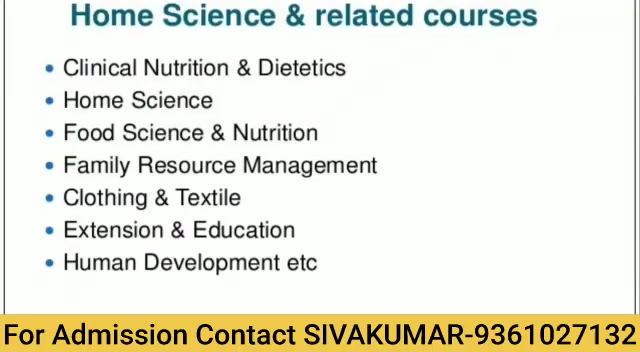 Home Science & related courses
• Clinical Nutrition & Dietetics
• Home Science
• Food Science & Nutrition
• Family Resource Management
• Clothing & Textile
• Extension & Education
• Human Development etc
For Admission Contact SIVAKUMAR-9361027132